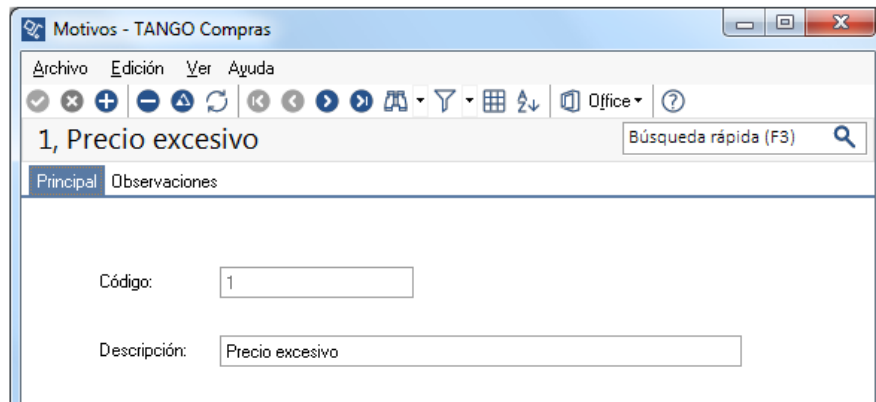 Motivos - TANGO Compras
Archivo Edición Ver Ayuda
Office
1, Precio excesivo
Búsqueda rápida (F3)
Principal Observaciones
Código: 1
Descripción: Precio excesivo